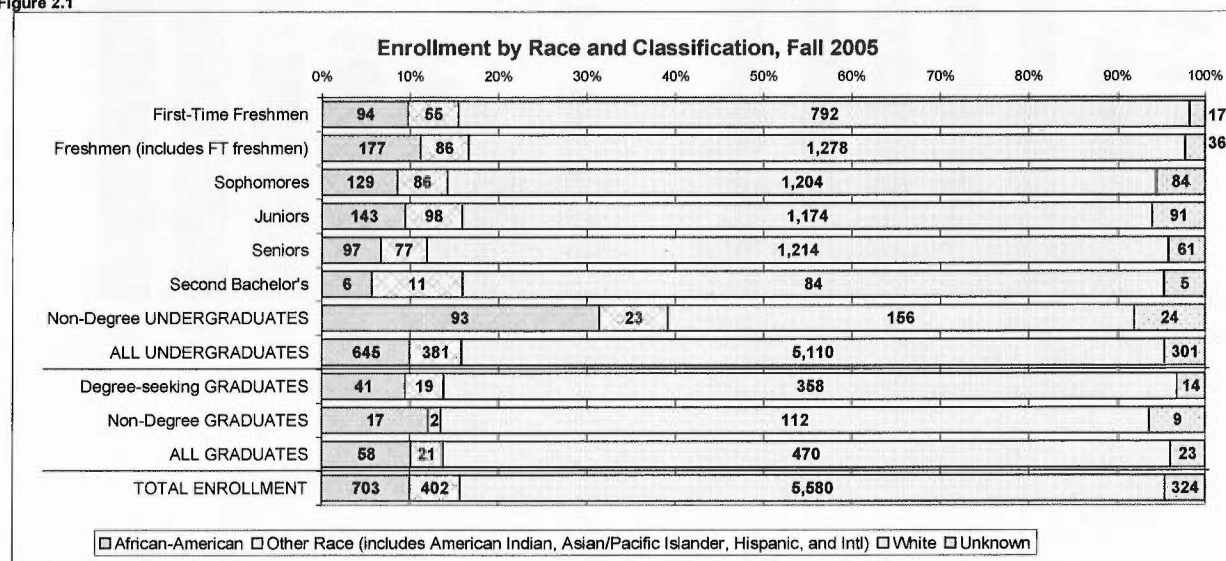 Figure 2.1
Enrollment by Race and Classification, Fall 2005
0% 10% 20% 30% 40% 50% 60% 70% 80% 90% 100%
First-Time Freshmen 94 55 792 17
Freshmen (includes FT freshmen) 177 86 1,278 36
Sophomores 129 86 1,204 84
Juniors 143 98 1,174 91
Seniors 97 77 1,214 61
Second Bachelor's 6 11 84 5
Non-Degree UNDERGRADUATES 93 23 156 24
ALL UNDERGRADUATES 645 381 5,110 301
Degree-seeking GRADUATES 41 19 358 14
Non-Degree GRADUATES 17 2 112 9
ALL GRADUATES 58 21 470 23
TOTAL ENROLLMENT 703 402 5,580 324
African-American Other Race (includes American Indian, Asian/Pacific Islander, Hispanic, and Intl) White Unknown